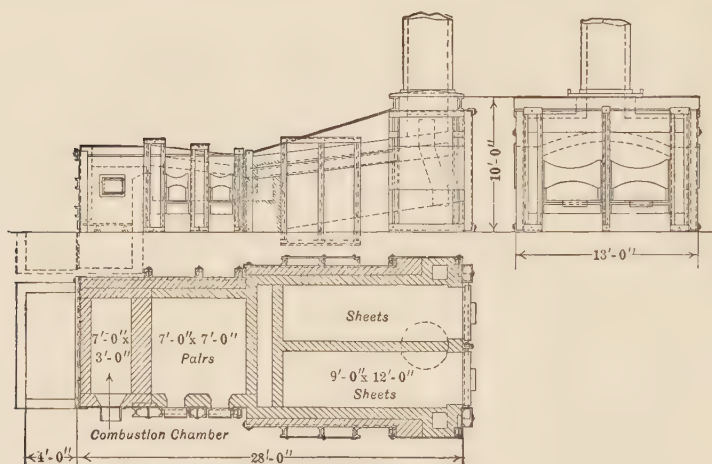 10'-0"
13'-0"
Sheets
7'-0"x
3'-0"
7'-0"x 7'-0"
Pairs
9'-0"x 12'-0"
Sheets
Combustion Chamber
4'-0"
28'-0"